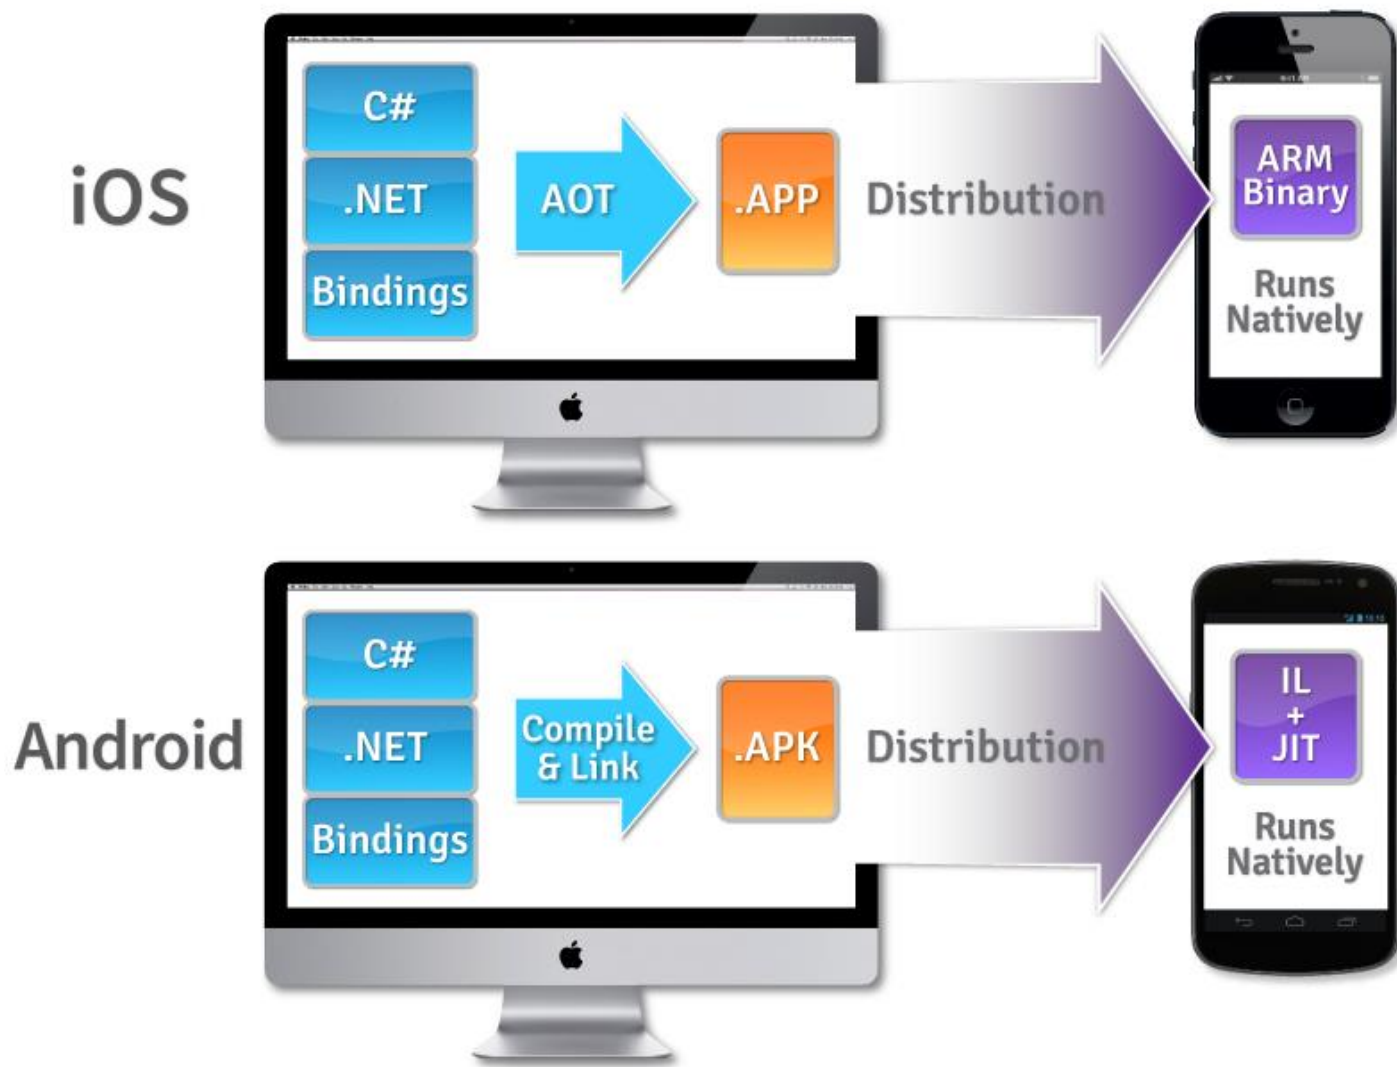 iOS
C#
.NET
Bindings
AOT
.APP
Distribution
ARM
Binary
Runs
Natively
Android
C#
.NET
Bindings
Compile
& Link
.APK
Distribution
IL
+
JIT
Runs
Natively